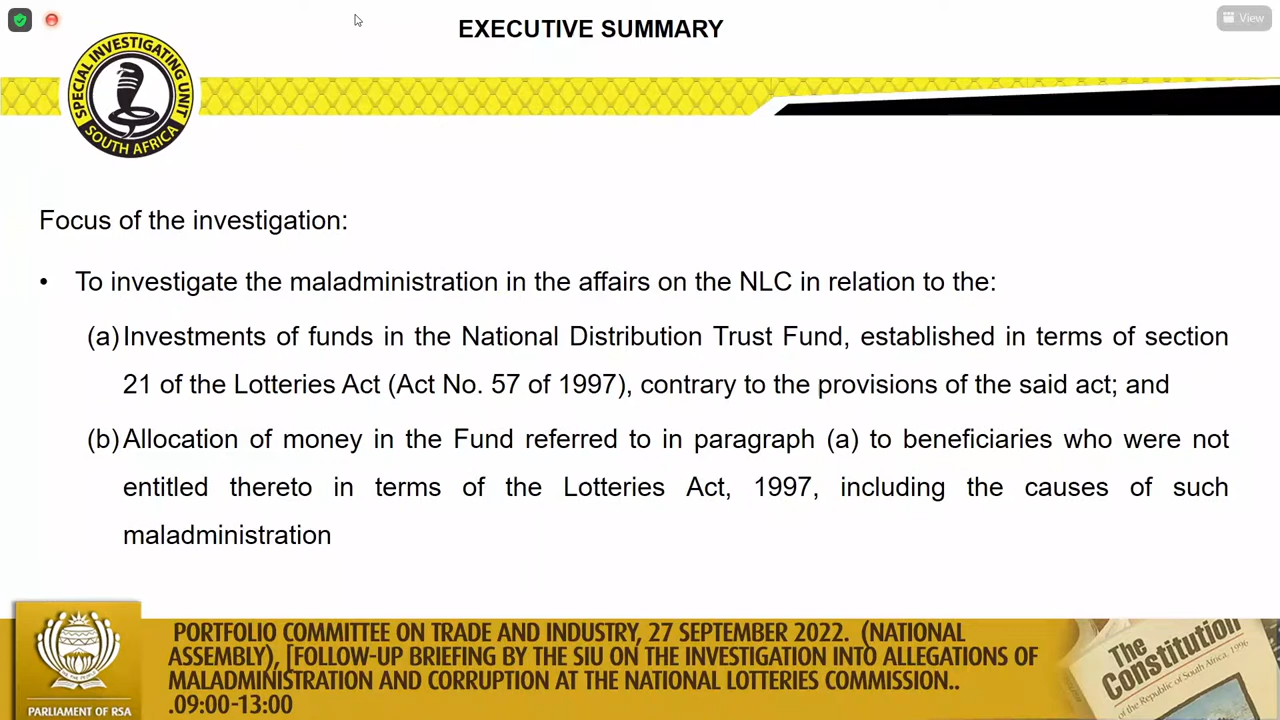 View
EXECUTIVE SUMMARY
SPECIAL INVESTIGATING UNIT
SOUTH AFRICA
Focus of the investigation:
• To investigate the maladministration in the affairs on the NLC in relation to the:
(a) Investments of funds in the National Distribution Trust Fund, established in terms of section
21 of the Lotteries Act (Act No. 57 of 1997), contrary to the provisions of the said act; and
(b) Allocation of money in the Fund referred to in paragraph (a) to beneficiaries who were not
entitled thereto in terms of the Lotteries Act, 1997, including the causes of such
maladministration
PORTFOLIO COMMITTEE ON TRADE AND INDUSTRY, 27 SEPTEMBER 2022. (NATIONAL
ASSEMBLY), [FOLLOW-UP BRIEFING BY THE SIU ON THE INVESTIGATION INTO ALLEGATIONS OF
MALADMINISTRATION AND CORRUPTION AT THE NATIONAL LOTTERIES COMMISSION..
.09:00-13:00
PARLIAMENT OF RSA
The
Constitution
of the Republic of South Africa, 1996